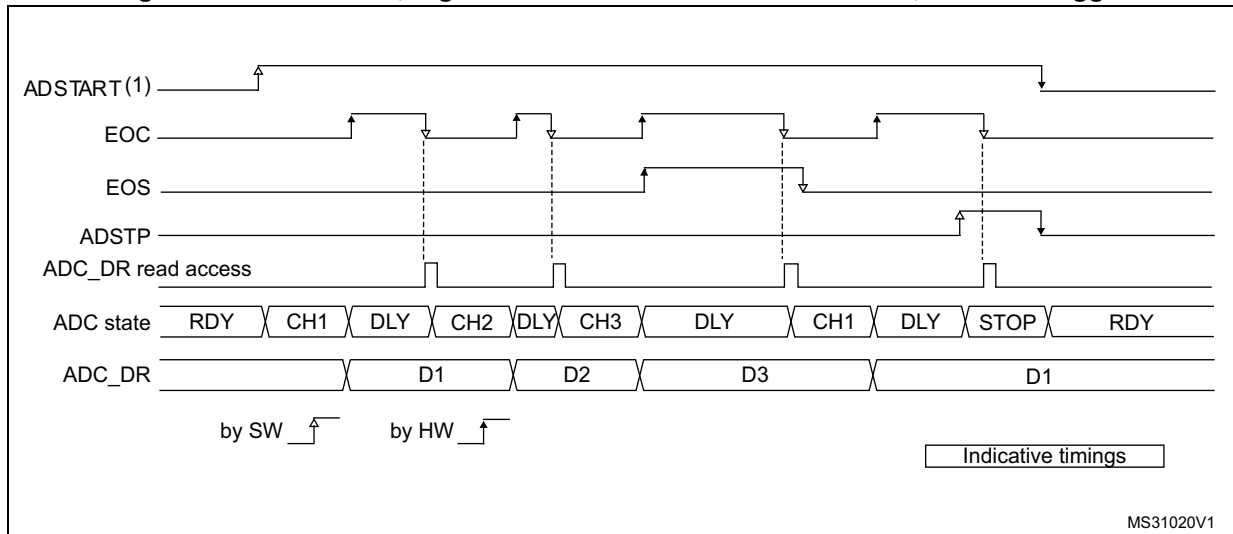 ADSTART (1)
EOC
EOS
ADSTP
ADC_DR read access
ADC state RDY CH1 DLY CH2 DLY CH3 DLY CH1 DLY STOP RDY
ADC_DR D1 D2 D3 D1
by SW by HW
Indicative timings
MS31020V1